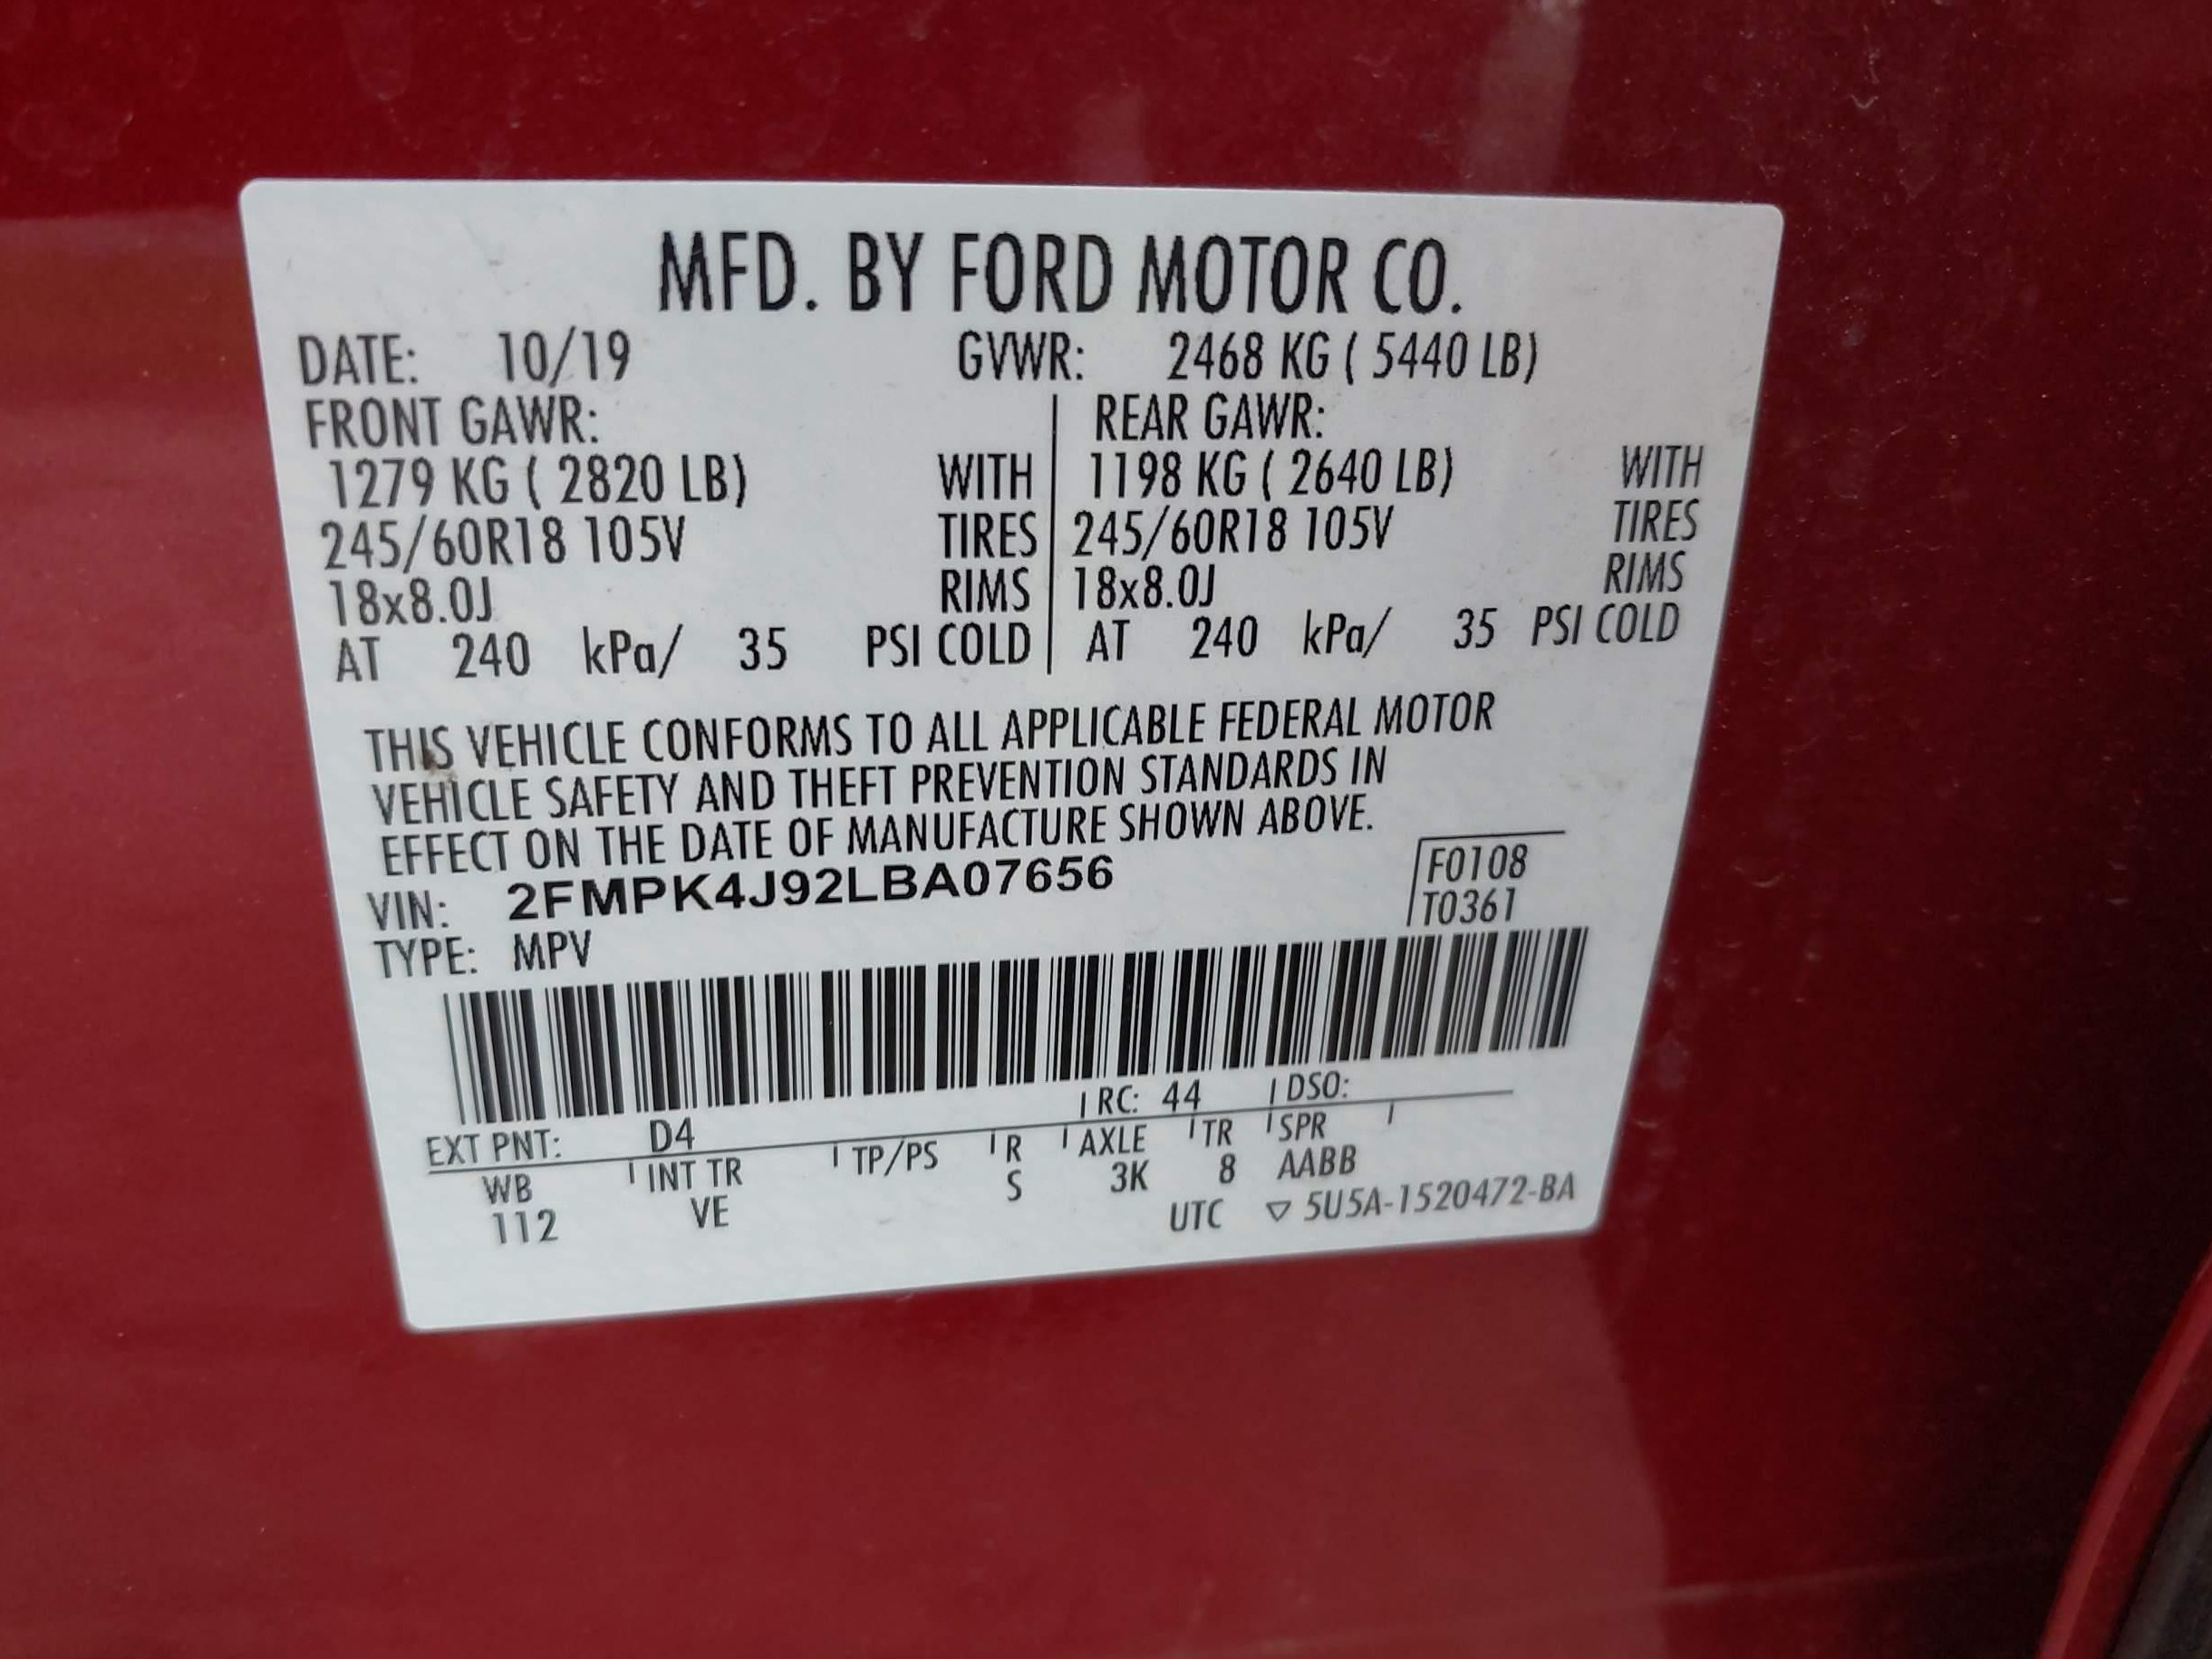 MFD. BY FORD MOTOR CO.
DATE: 10/19 GVWR: 2468 KG ( 5440 LB)
FRONT GAWR: REAR GAWR:
1279 KG ( 2820 LB) WITH 1198 KG ( 2640 LB) WITH
245/60R18 105V TIRES 245/60R18 105V TIRES
18x8.0J RIMS 18x8.0J RIMS
AT 240 kPa/ 35 PSI COLD AT 240 kPa/ 35 PSI COLD
THIS VEHICLE CONFORMS TO ALL APPLICABLE FEDERAL MOTOR
VEHICLE SAFETY AND THEFT PREVENTION STANDARDS IN
EFFECT ON THE DATE OF MANUFACTURE SHOWN ABOVE.
VIN: 2FMPK4J92LBA07656 F0108
TYPE: MPV T0361
EXT PNT: D4 RC: 44 DSO:
WB INT TR TP/PS R AXLE TR SPR
112 VE S 3K 8 AABB
UTC ▽ 5U5A-1520472-BA